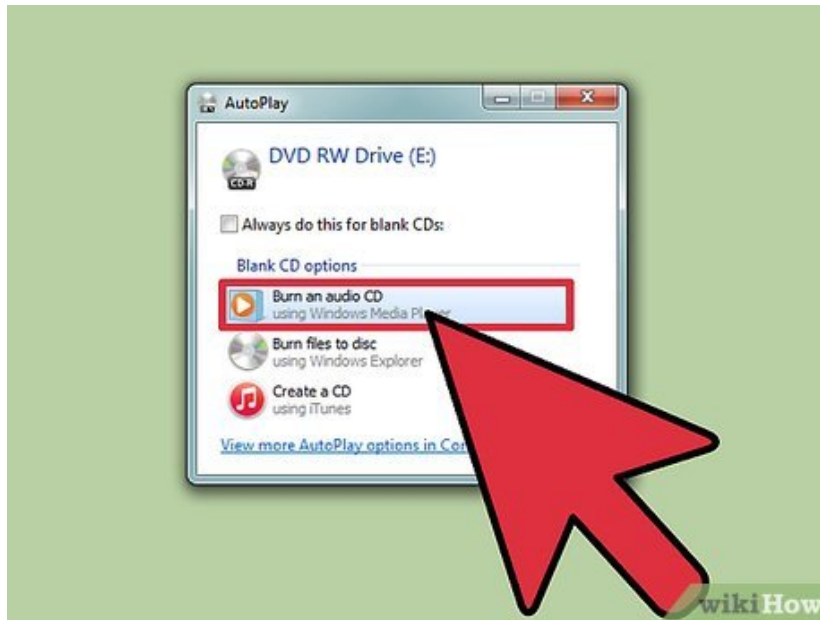 AutoPlay
DVD RW Drive (E:)
CD-R
Always do this for blank CDs:
Blank CD options
Burn an audio CD
using Windows Media
Burn files to disc
using Windows Explorer
Create a CD
using iTunes
View more AutoPlay options in
wikiHow